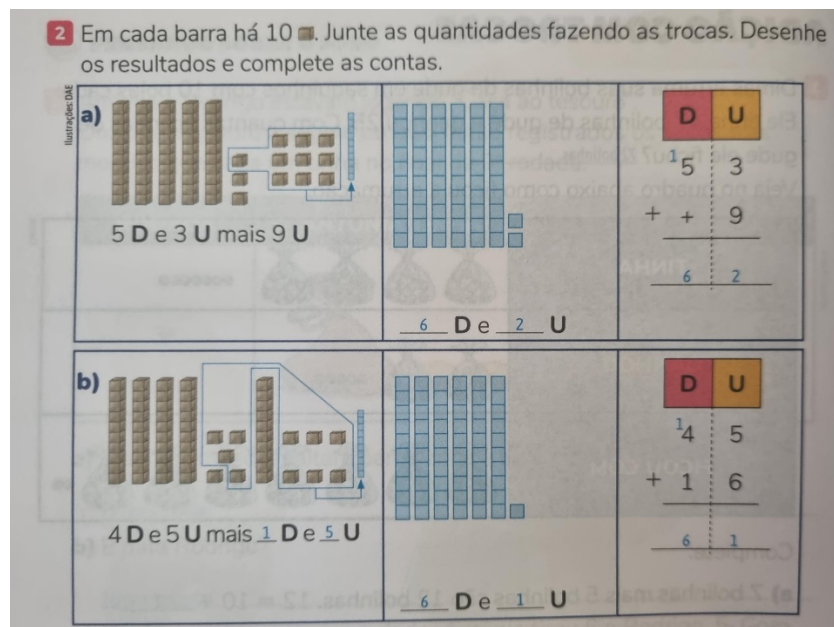 2 Em cada barra há 10 . Junte as quantidades fazendo as trocas. Desenhe
os resultados e complete as contas.
Ilustrações: DAE
a)
5 D e 3 U mais 9 U
6 D e 2 U
D U
1
5 3
+ + 9
6 2
b)
4 D e 5 U mais 1 D e 5 U
6 D e 1 U
D U
1
4 5
+ 1 6
6 1